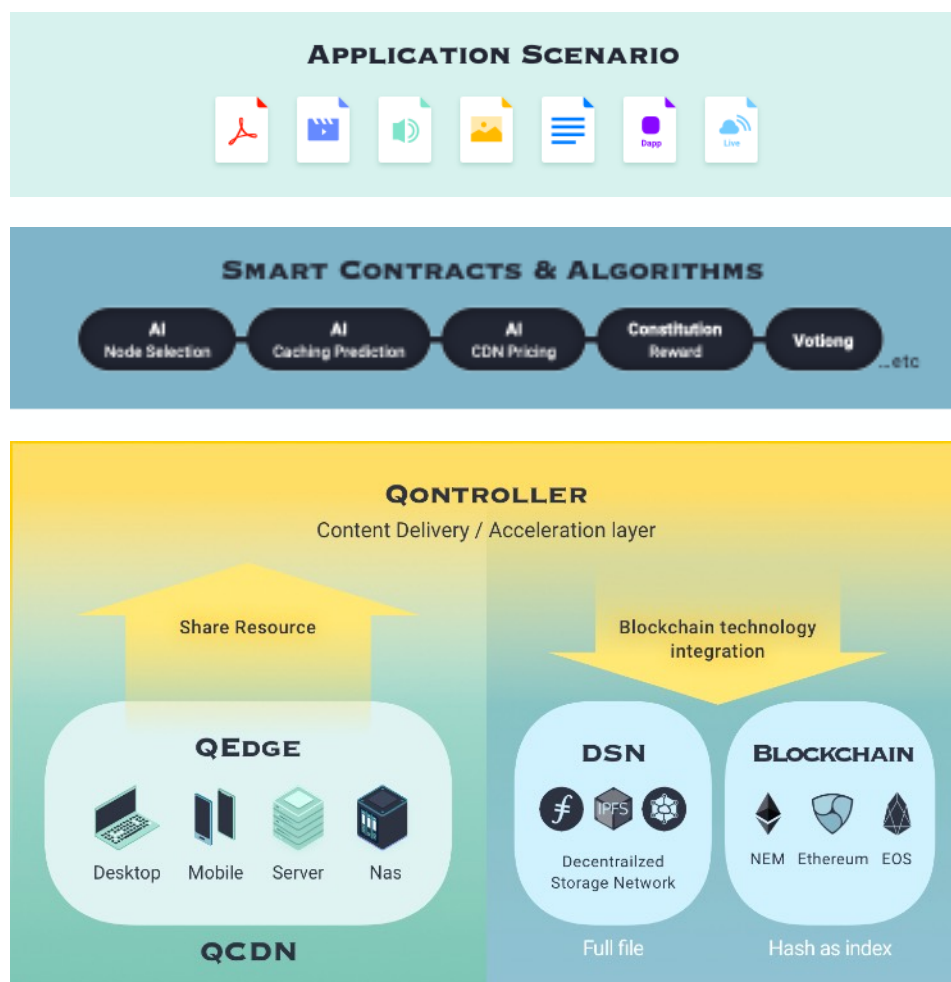 APPLICATION SCENARIO
Dapp
Live
SMART CONTRACTS & ALGORITHMS
AI
Node Selection
AI
Caching Prediction
AI
CDN Pricing
Constitution
Reward
Votiong
...etc
QONTROLLER
Content Delivery / Acceleration layer
Share Resource
Blockchain technology
integration
QEDGE
Desktop
Mobile
Server
Nas
QCDN
DSN
IPFS
Decentrailzed
Storage Network
Full file
BLOCKCHAIN
NEM
Ethereum
EOS
Hash as index